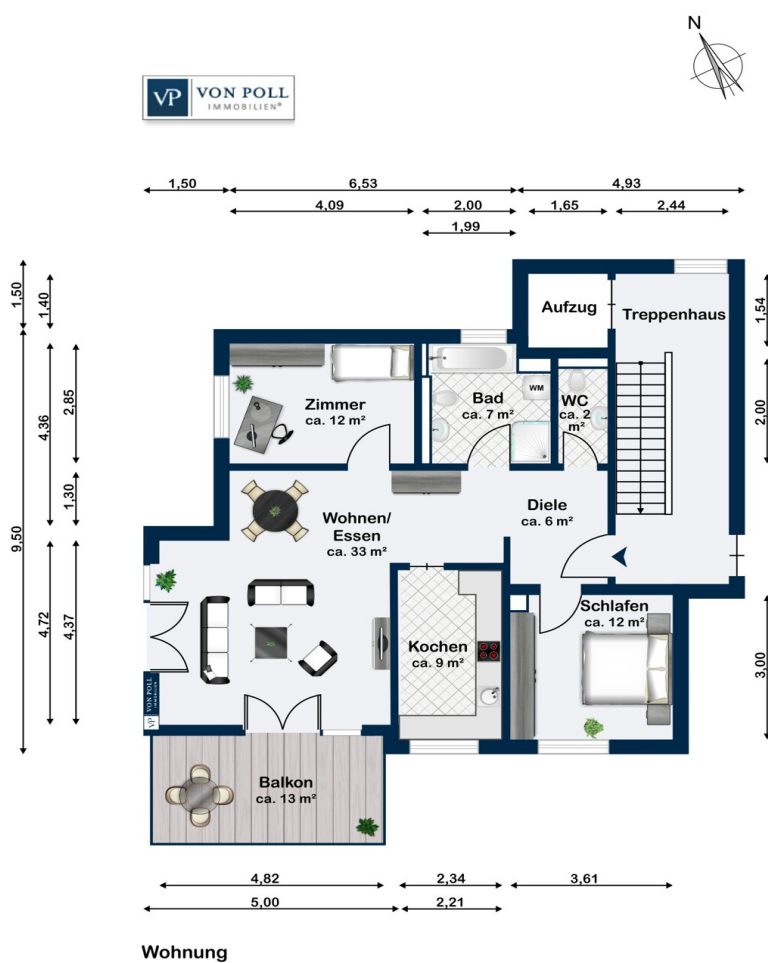 N
VP VON POLL
IMMOBILIEN®
1,50 6,53 4,93
4,09 2,00 1,65 2,44
1,99
1,50
1,40
1,54
Aufzug
Treppenhaus
4,36
2,85
2,00
Zimmer
ca. 12 m²
Bad
ca. 7 m²
WM
WC
ca. 2
m²
9,50
1,30
Wohnen/
Essen
ca. 33 m²
Diele
ca. 6 m²
4,72
4,37
3,00
Kochen
ca. 9 m²
Schlafen
ca. 12 m²
VP VON POLL
IMMOBILIEN
Balkon
ca. 13 m²
4,82 2,34 3,61
5,00 2,21
Wohnung